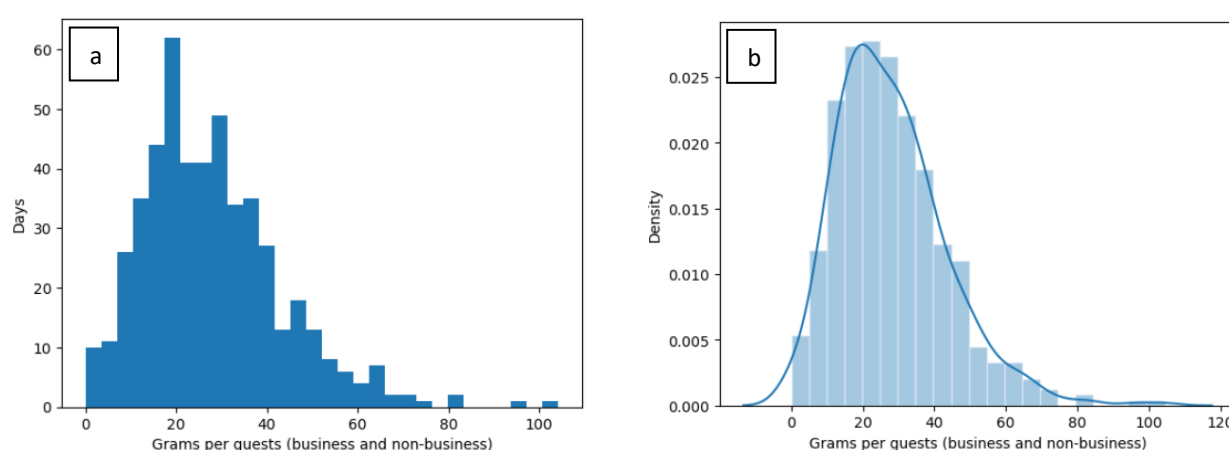 a
60
50
40
30
20
10
0
Days
0 20 40 60 80 100
Grams per guests (business and non-business)
b
0.025
0.020
0.015
0.010
0.005
0.000
Density
0 20 40 60 80 100 120
Grams per guests (business and non-business)